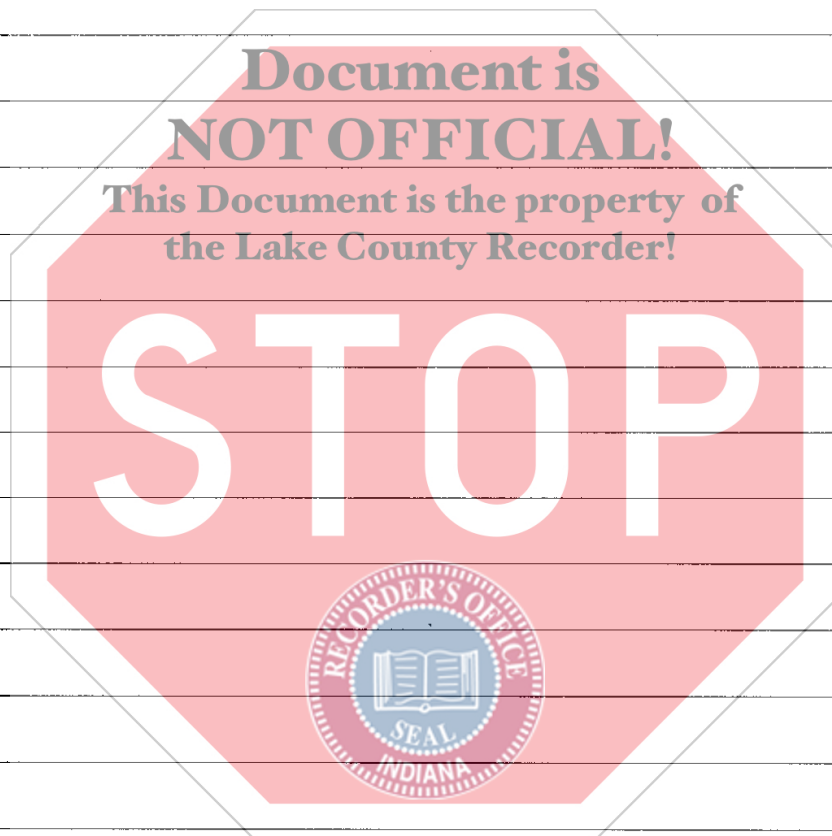 Document is
NOT OFFICIAL!
This Document is the property of
the Lake County Recorder!
STOP
RECORDER'S OFFICE
SEAL
INDIANA